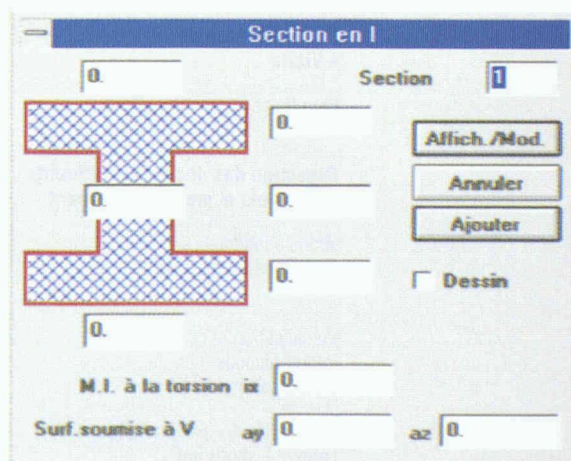 Section en I
0.
Section 1
0.
Affich./Mod.
Annuler
0.
0.
Ajouter
0.
Dessin
0.
M.I. à la torsion ix 0.
Surf.soumise à V ay 0. az 0.